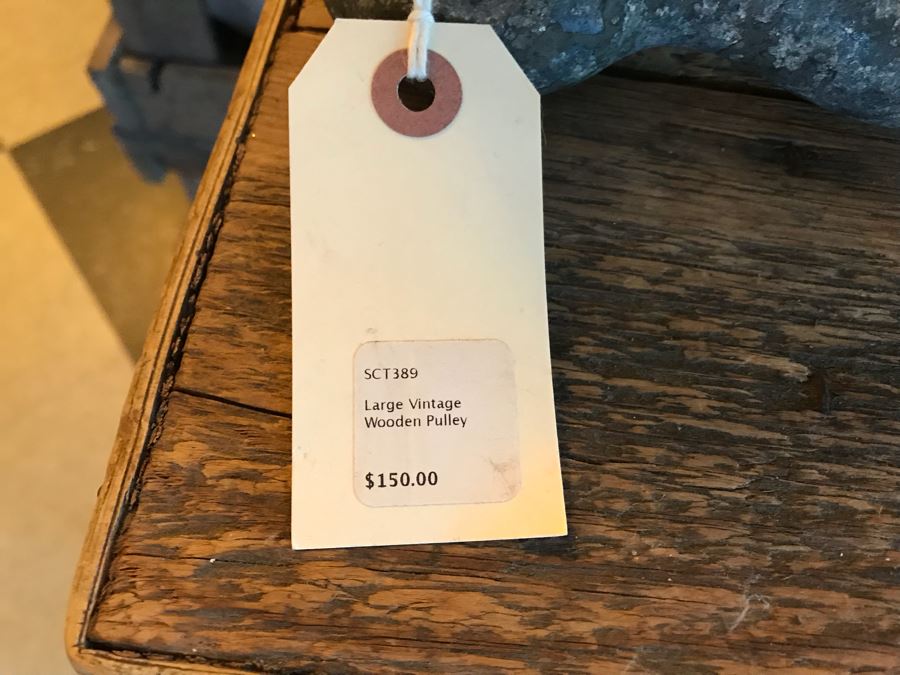 SCT389
Large Vintage
Wooden Pulley
$150.00